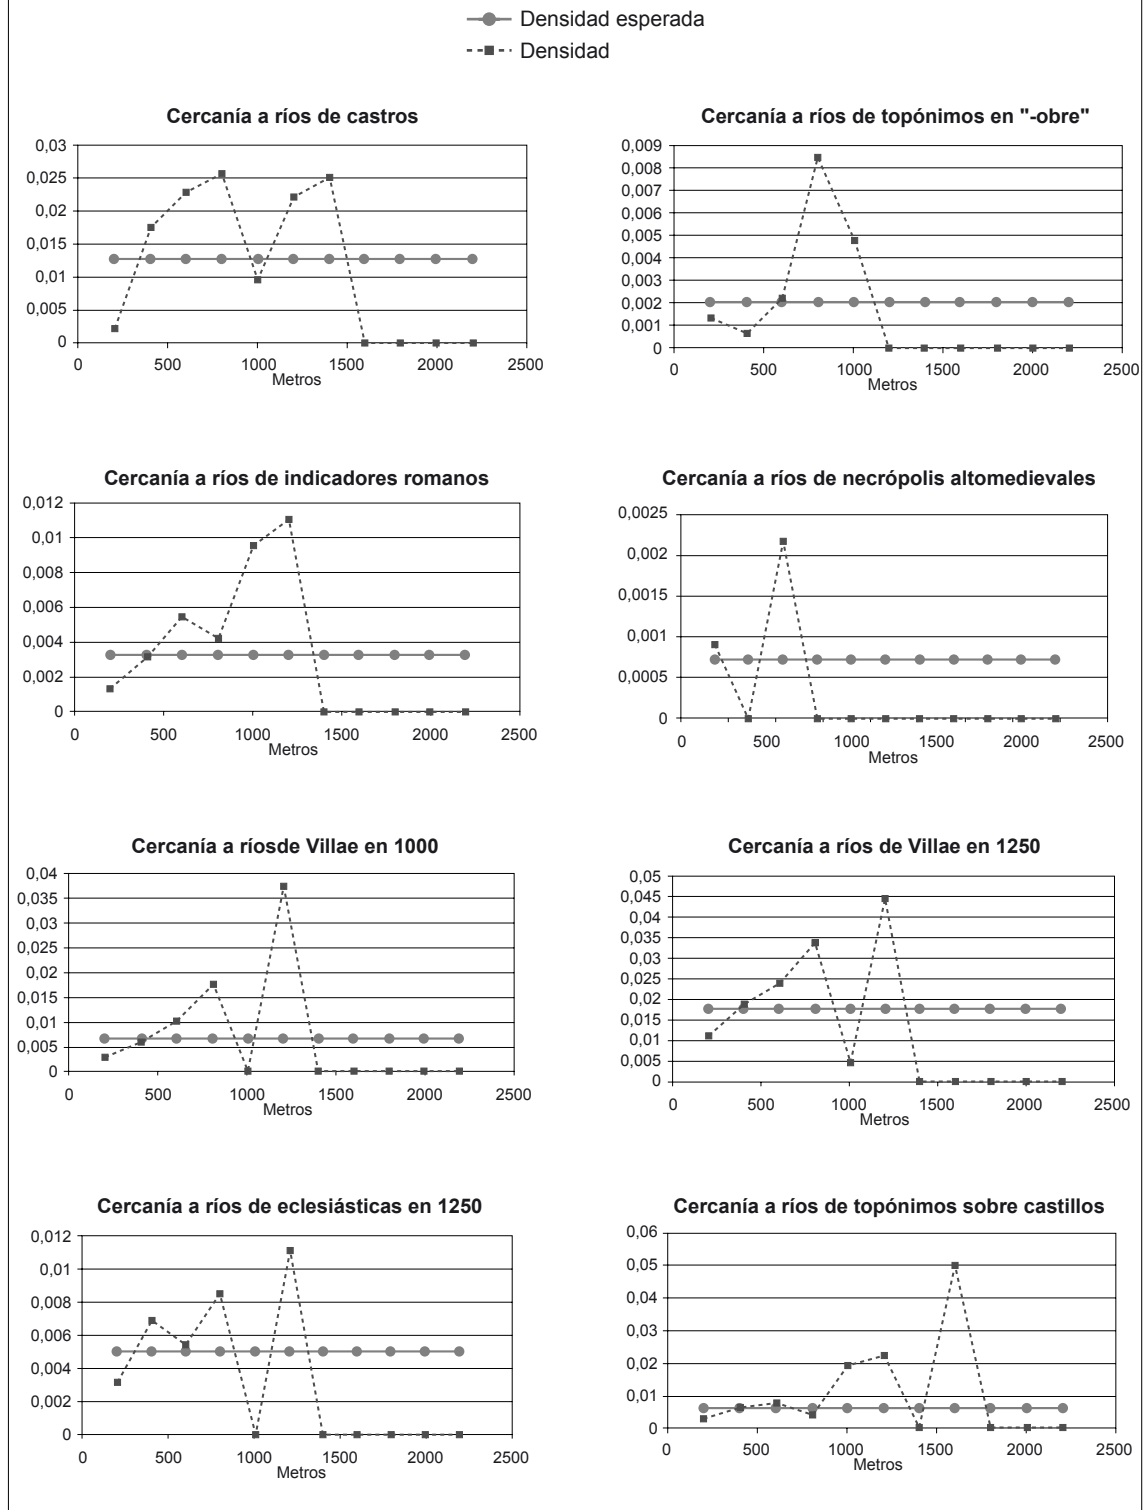 Densidad esperada
Densidad
Cercanía a ríos de castros
0,03
0,025
0,02
0,015
0,01
0,005
0
0 500 1000 1500 2000 2500
Metros
Cercanía a ríos de topónimos en "-obre"
0,009
0,008
0,007
0,006
0,005
0,004
0,003
0,002
0,001
0
0 500 1000 1500 2000 2500
Metros
Cercanía a ríos de indicadores romanos
0,012
0,01
0,008
0,006
0,004
0,002
0
0 500 1000 1500 2000 2500
Metros
Cercanía a ríos de necrópolis altomedievales
0,0025
0,002
0,0015
0,001
0,0005
0
0 500 1000 1500 2000 2500
Metros
Cercanía a ríosde Villae en 1000
0,04
0,035
0,03
0,025
0,02
0,015
0,01
0,005
0
0 500 1000 1500 2000 2500
Metros
Cercanía a ríos de Villae en 1250
0,05
0,045
0,04
0,035
0,03
0,025
0,02
0,015
0,01
0,005
0
0 500 1000 1500 2000 2500
Metros
Cercanía a ríos de eclesiásticas en 1250
0,012
0,01
0,008
0,006
0,004
0,002
0
0 500 1000 1500 2000 2500
Metros
Cercanía a ríos de topónimos sobre castillos
0,06
0,05
0,04
0,03
0,02
0,01
0
0 500 1000 1500 2000 2500
Metros